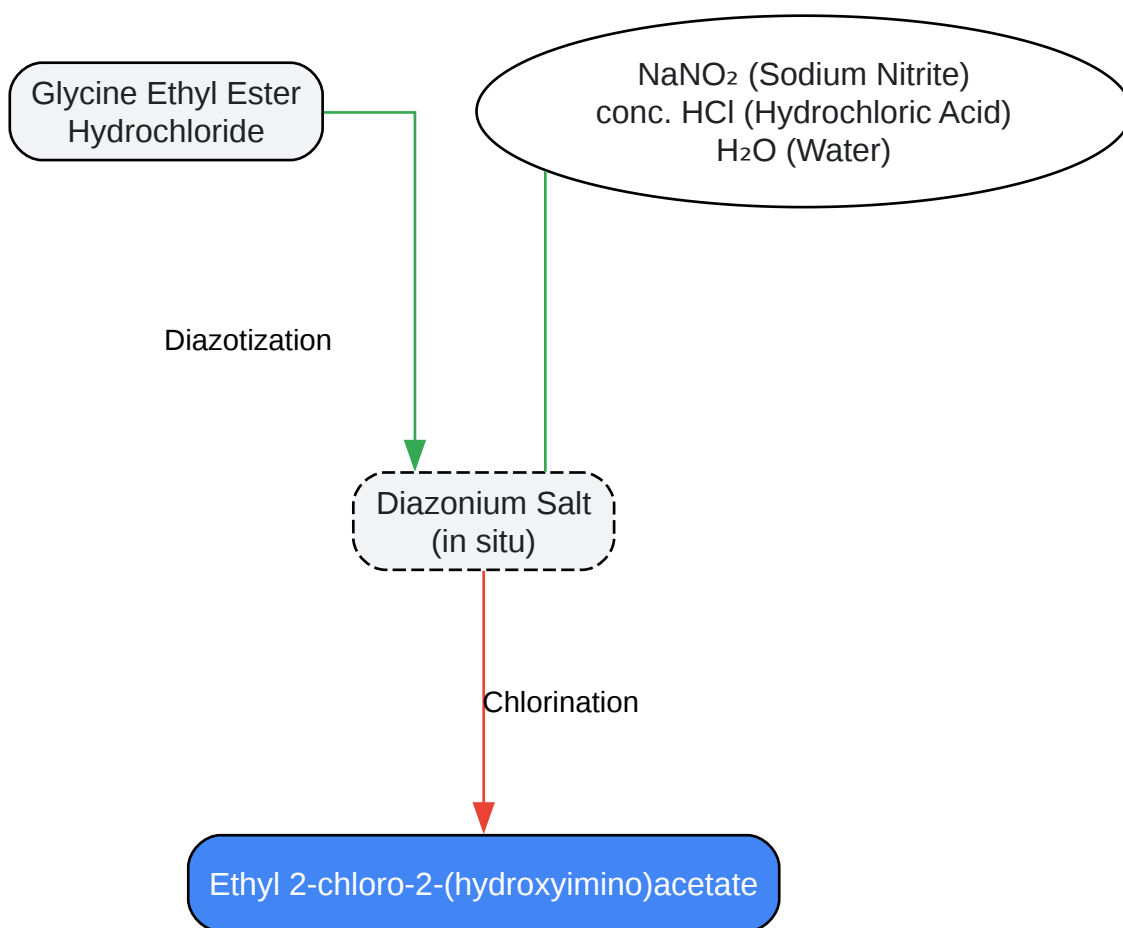 Glycine Ethyl Ester
Hydrochloride
NaNO₂ (Sodium Nitrite)
conc. HCl (Hydrochloric Acid)
H₂O (Water)
Diazotization
Diazonium Salt
(in situ)
Chlorination
Ethyl 2-chloro-2-(hydroxyimino)acetate